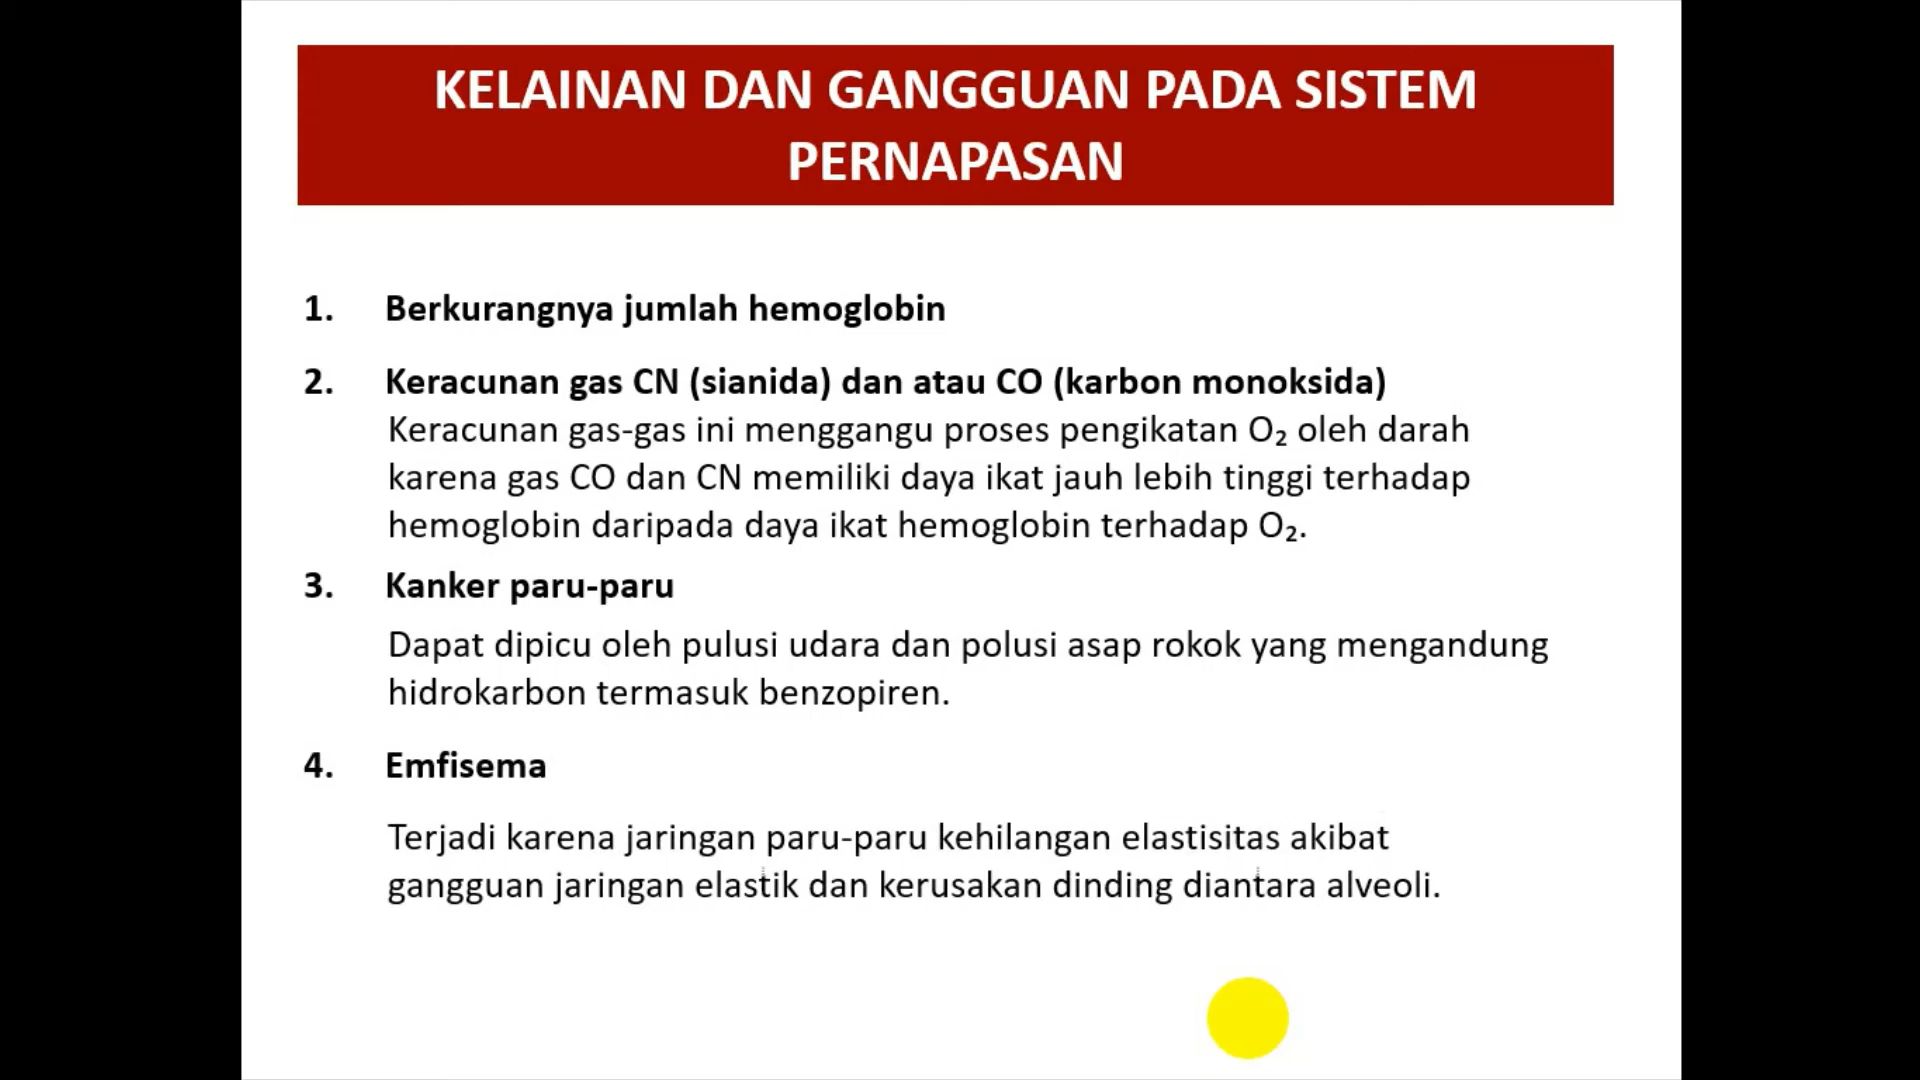 KELAINAN DAN GANGGUAN PADA SISTEM
PERNAPASAN
1. Berkurangnya jumlah hemoglobin
2. Keracunan gas CN (sianida) dan atau CO (karbon monoksida)
Keracunan gas-gas ini menggangu proses pengikatan O₂ oleh darah
karena gas CO dan CN memiliki daya ikat jauh lebih tinggi terhadap
hemoglobin daripada daya ikat hemoglobin terhadap O₂.
3. Kanker paru-paru
Dapat dipicu oleh pulusi udara dan polusi asap rokok yang mengandung
hidrokarbon termasuk benzopiren.
4. Emfisema
Terjadi karena jaringan paru-paru kehilangan elastisitas akibat
gangguan jaringan elastik dan kerusakan dinding diantara alveoli.